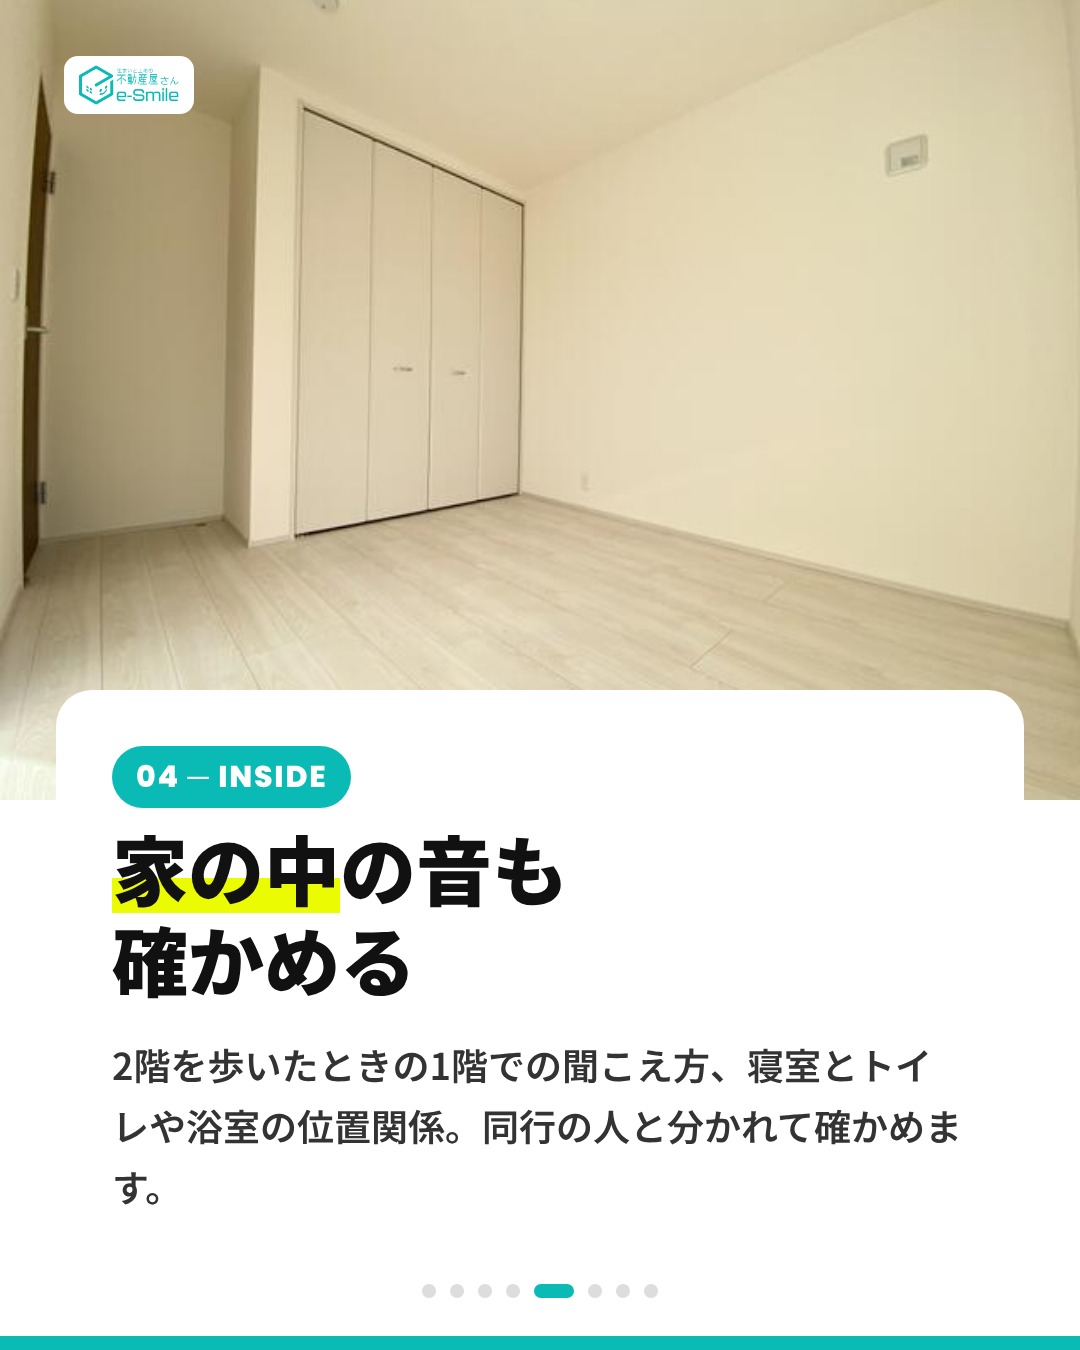 不動産屋さん
e-Smile
04 — INSIDE
家の中の音も
確かめる
2階を歩いたときの1階での聞こえ方、寝室とトイ
レや浴室の位置関係。同行の人と分かれて確かめま
す。